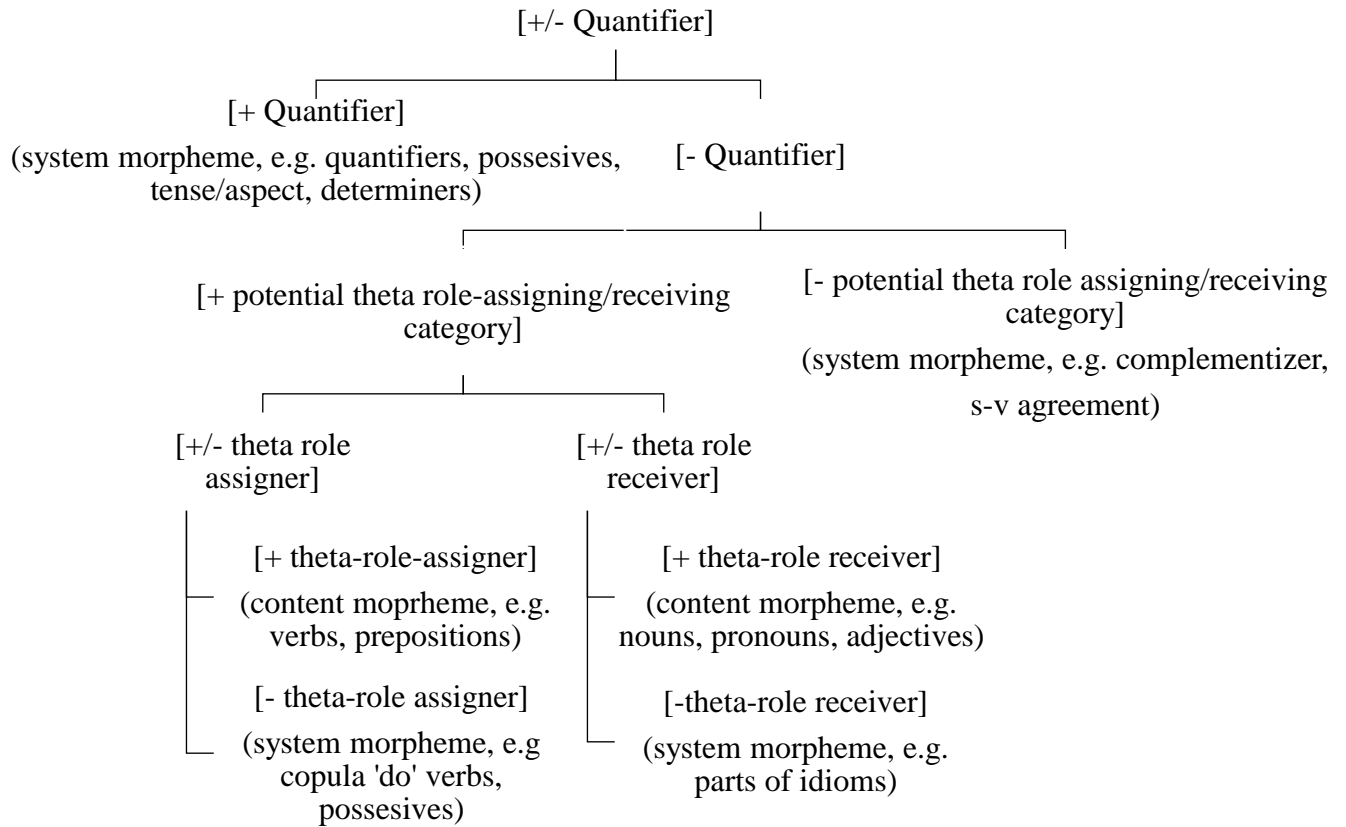 [+/- Quantifier]
[+ Quantifier]
(system morpheme, e.g. quantifiers, possesives,
tense/aspect, determiners)
[- Quantifier]
[+ potential theta role-assigning/receiving
category]
[- potential theta role assigning/receiving
category]
(system morpheme, e.g. complementizer,
s-v agreement)
[+/- theta role
assigner]
[+/- theta role
receiver]
[+ theta-role-assigner]
(content moprheme, e.g.
verbs, prepositions)
[- theta-role assigner]
(system morpheme, e.g
copula 'do' verbs,
possesives)
[+ theta-role receiver]
(content morpheme, e.g.
nouns, pronouns, adjectives)
[-theta-role receiver]
(system morpheme, e.g.
parts of idioms)